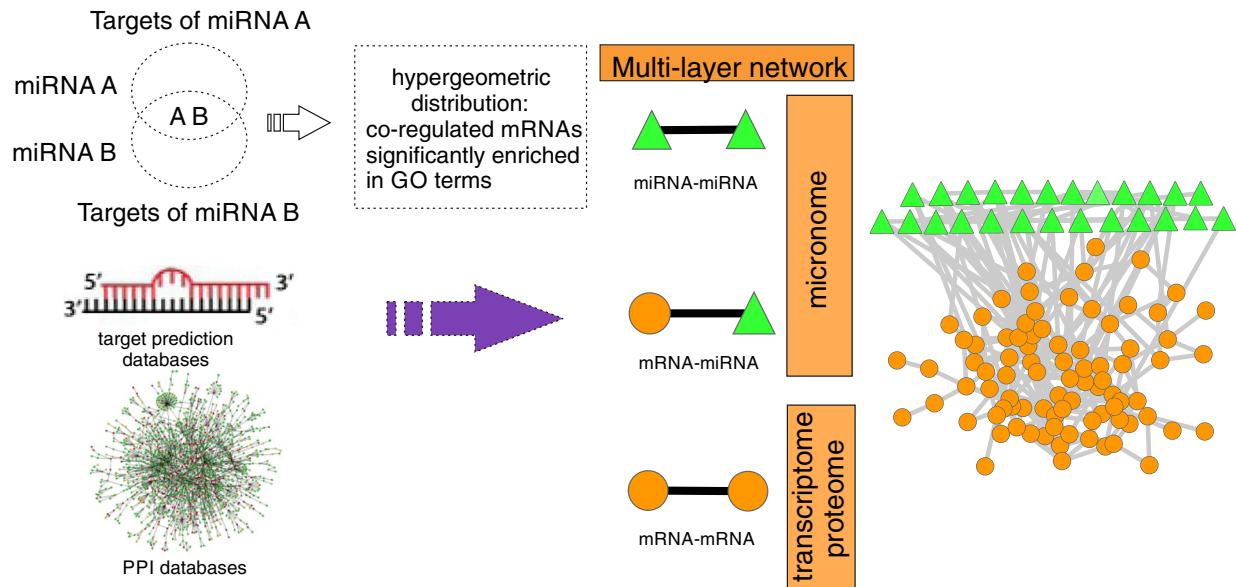 Targets of miRNA A
miRNA A
A B
miRNA B
Targets of miRNA B
hypergeometric
distribution:
co-regulated mRNAs
significantly enriched
in GO terms
5′
3′
3′
5′
target prediction
databases
PPI databases
Multi-layer network
miRNA-miRNA
mRNA-miRNA
micronome
mRNA-mRNA
transcriptome
proteome